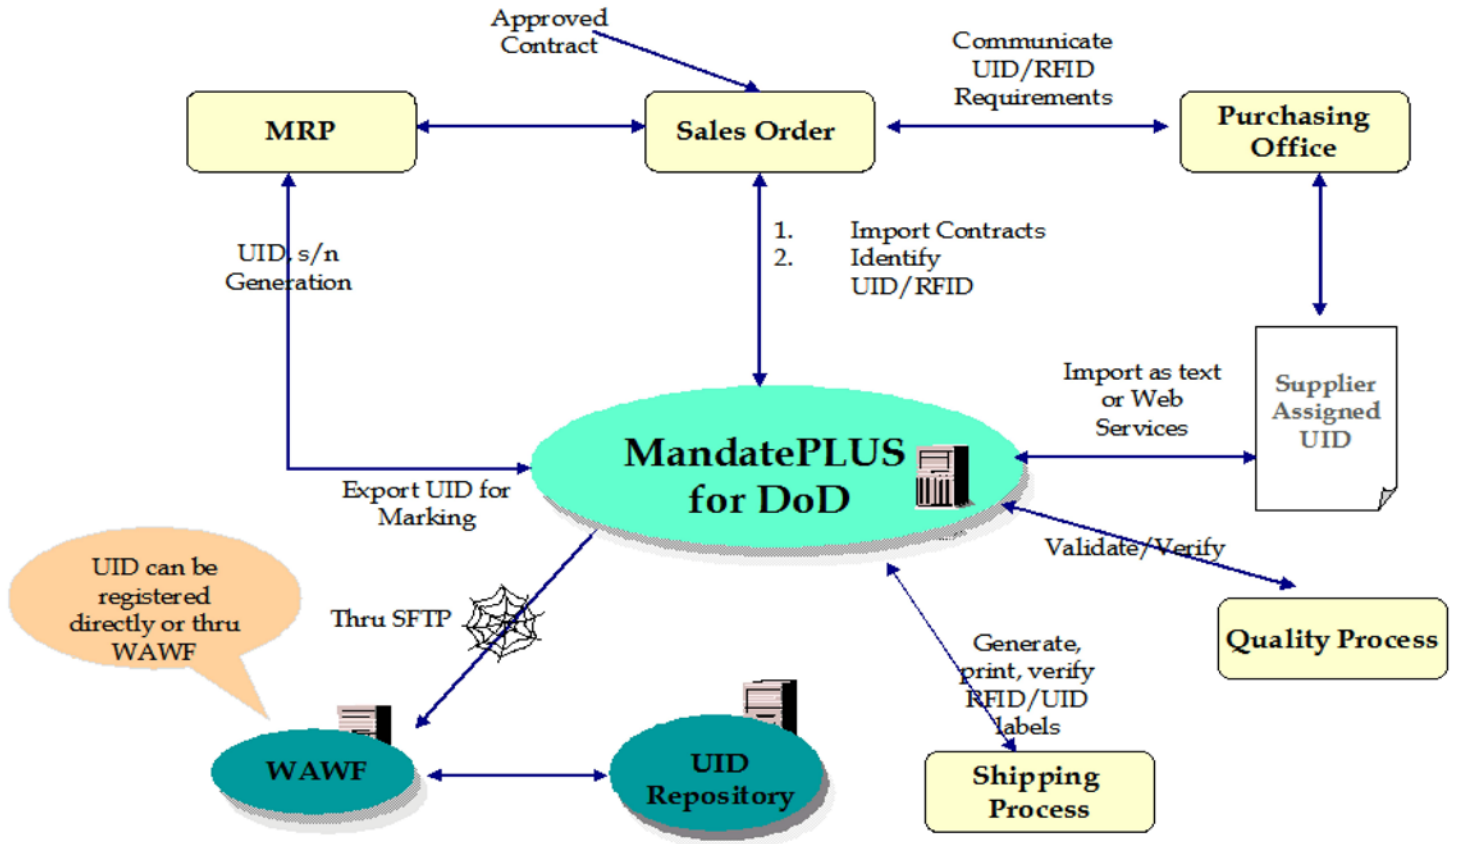 Approved
Contract
Communicate
UID/RFID
Requirements
MRP
Sales Order
Purchasing
Office
UID, s/n
Generation
1. Import Contracts
2. Identify
UID/RFID
Import as text
or Web
Services
Supplier
Assigned
UID
MandatePLUS
for DoD
Export UID for
Marking
Validate/Verify
UID can be
registered
directly or thru
WAWF
Thru SFTP
Generate,
print, verify
RFID/UID
labels
Quality Process
WAWF
UID
Repository
Shipping
Process